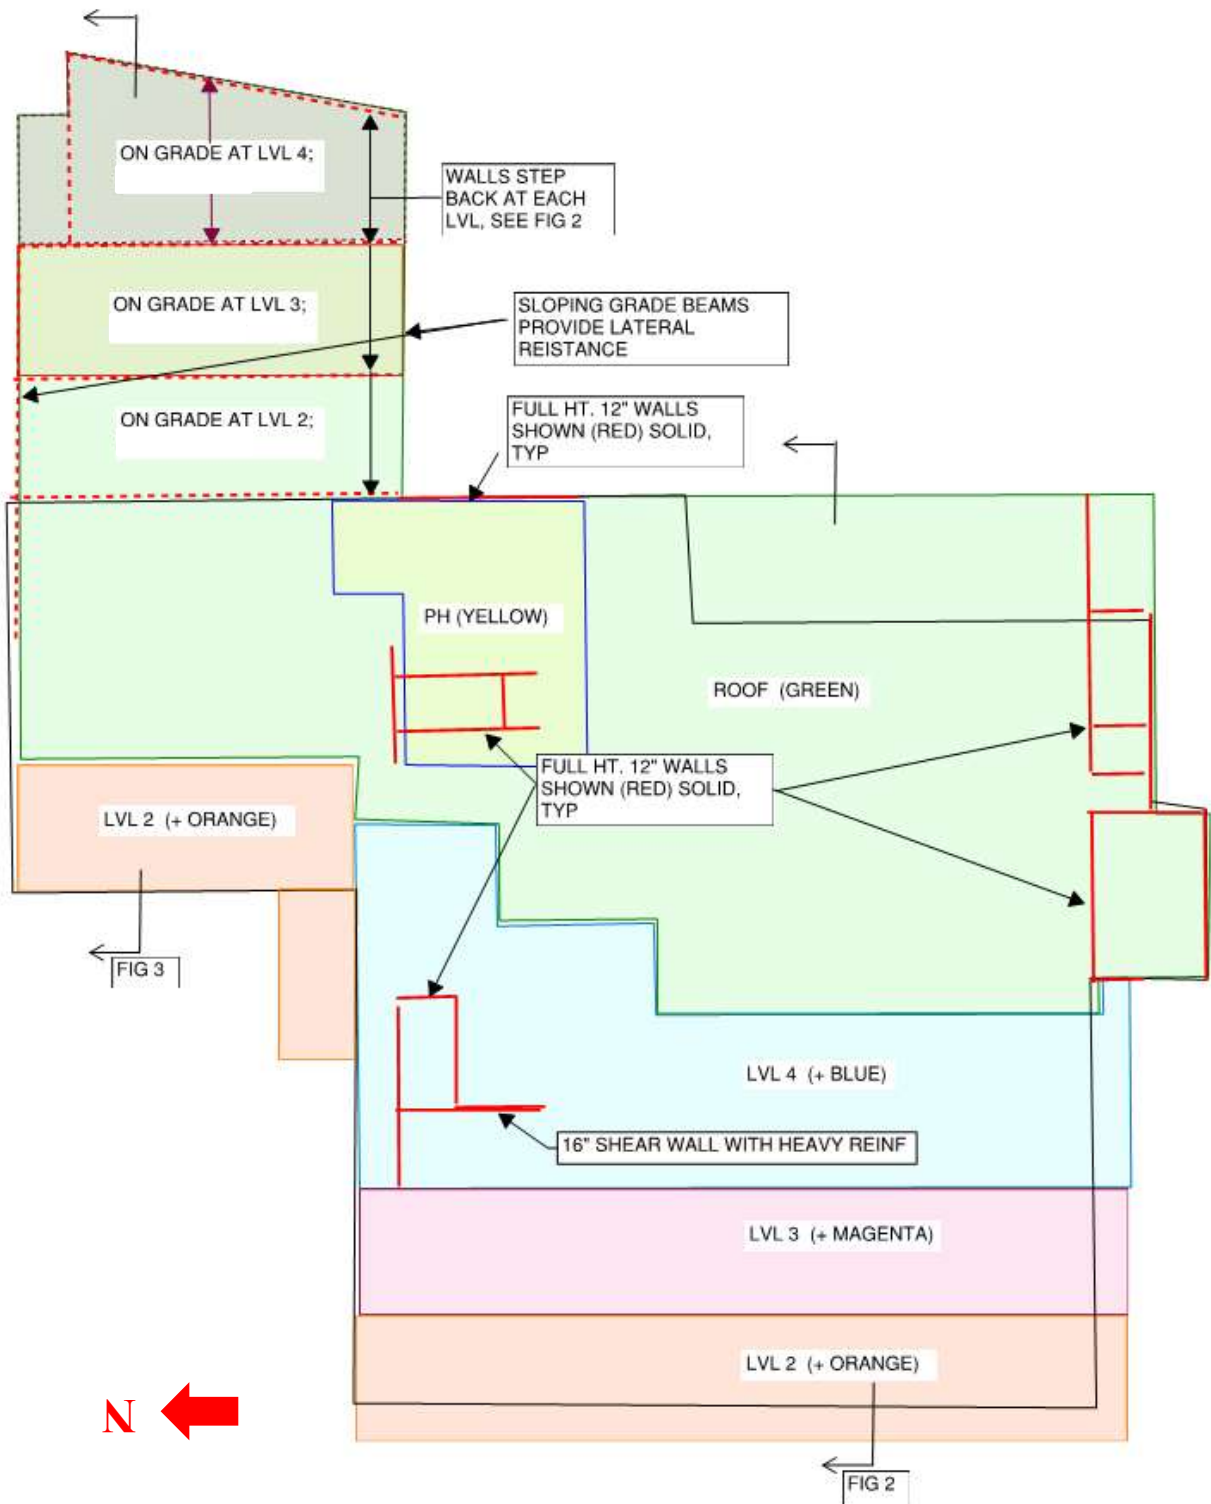 ON GRADE AT LVL 4;
WALLS STEP
BACK AT EACH
LVL, SEE FIG 2
ON GRADE AT LVL 3;
SLOPING GRADE BEAMS
PROVIDE LATERAL
REISTANCE
ON GRADE AT LVL 2;
FULL HT. 12" WALLS
SHOWN (RED) SOLID,
TYP
PH (YELLOW)
ROOF (GREEN)
FULL HT. 12" WALLS
SHOWN (RED) SOLID,
TYP
LVL 2 (+ ORANGE)
FIG 3
LVL 4 (+ BLUE)
16" SHEAR WALL WITH HEAVY REINF
LVL 3 (+ MAGENTA)
LVL 2 (+ ORANGE)
N
FIG 2